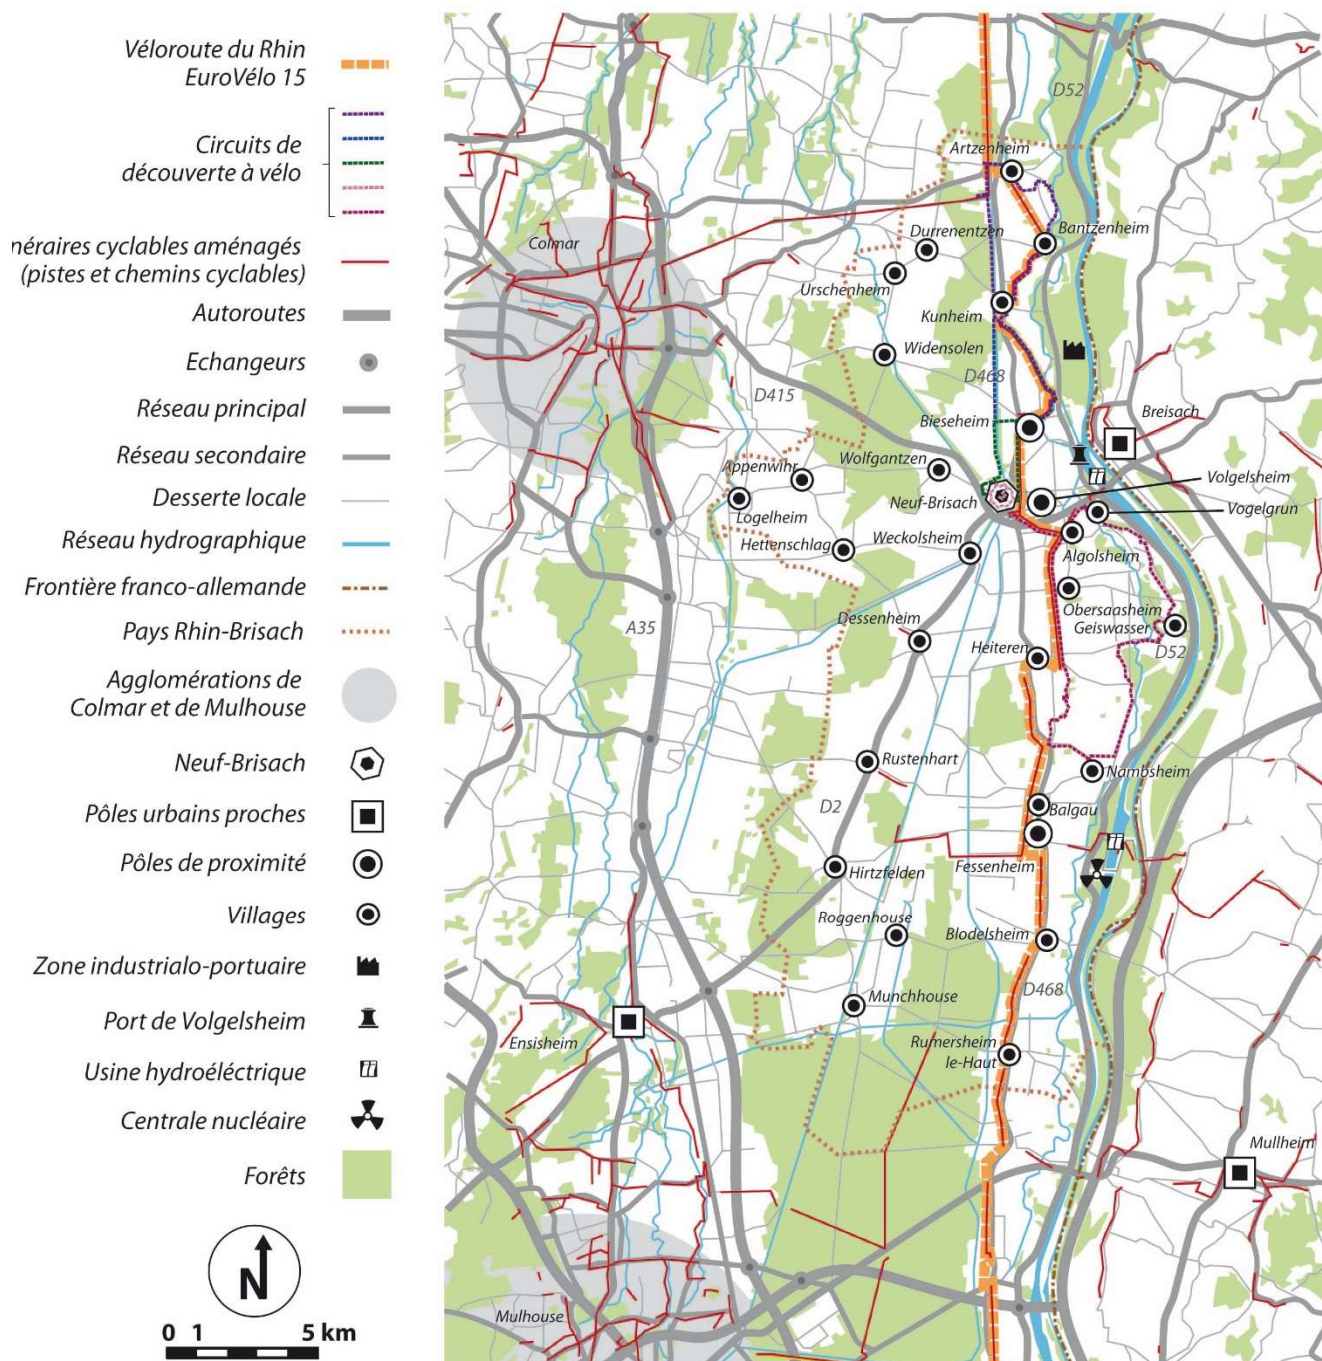 Véloroute du Rhin
EuroVélo 15
Circuits de
découverte à vélo
néraires cyclables aménagés
(pistes et chemins cyclables)
Autoroutes
Echangeurs
Réseau principal
Réseau secondaire
Desserte locale
Réseau hydrographique
Frontière franco-allemande
Pays Rhin-Brisach
Agglomérations de
Colmar et de Mulhouse
Neuf-Brisach
Pôles urbains proches
Pôles de proximité
Villages
Zone industrialo-portuaire
Port de Volgelsheim
Usine hydroéléctrique
Centrale nucléaire
Forêts
N
0 1 5 km
D52
Artzenheim
Colmar
Durrenentzen
Bantzenheim
Urschenheim
Kunheim
Widensolen
D468
D415
Bieseheim
Breisach
Appenwihr
Wolfgantzen
Volgelsheim
Neuf-Brisach
Logelheim
Vogelgrun
Hettenschlag
Weckolsheim
Algolsheim
Obersaasheim
Dessenheim
A35
Geiswasser
Heiteren
D52
Rustenhart
Nambsheim
Balgau
D2
Fessenheim
Hirtzfelden
Roggenhouse
Blodelsheim
D468
Munchhouse
Ensisheim
Rumersheim
le-Haut
Mullheim
Mulhouse